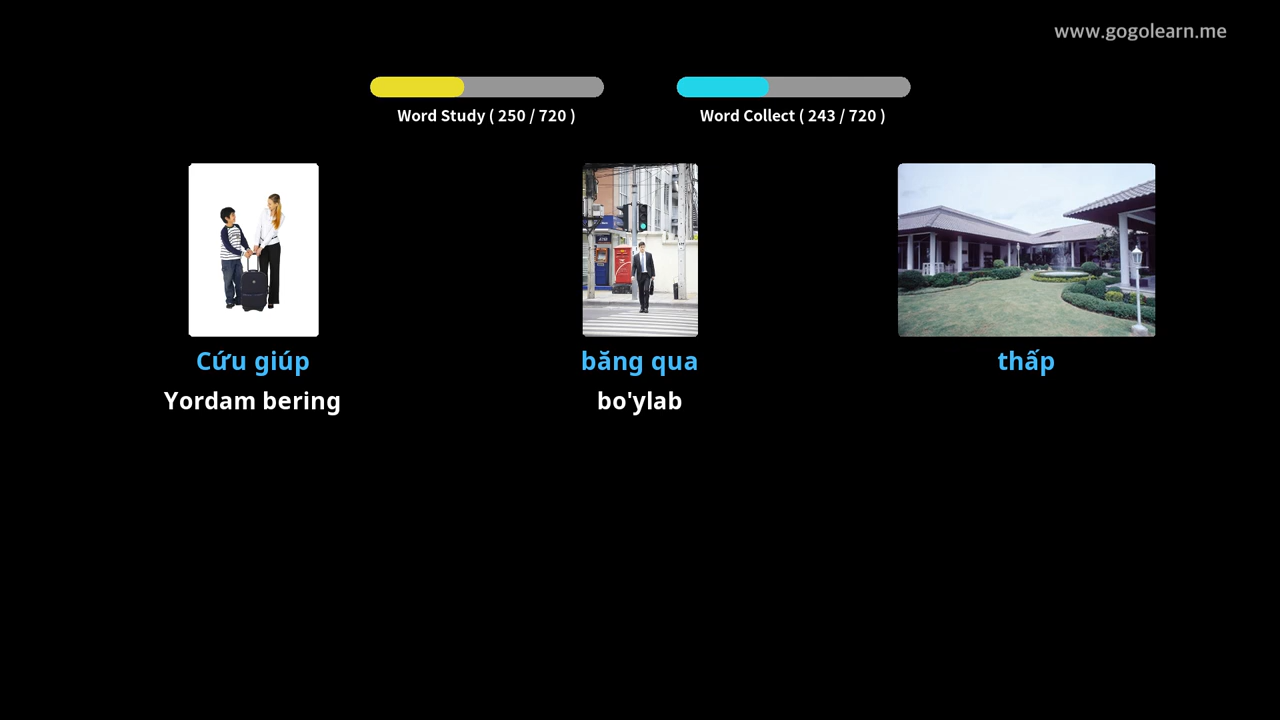 www.gogolearn.me
Word Study ( 250 / 720 )
Word Collect ( 243 / 720 )
Cứu giúp
băng qua
thấp
Yordam bering
bo'ylab